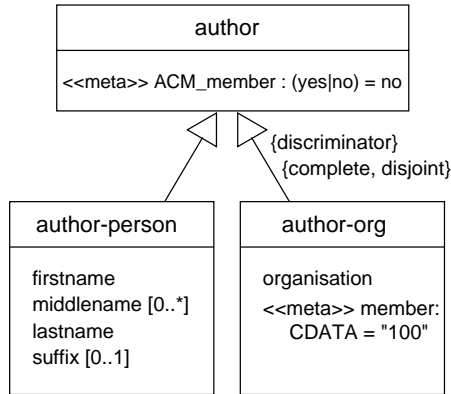 author
<<meta>> ACM_member : (yes|no) = no
{discriminator}
{complete, disjoint}
author-person
firstname
middlename [0..*]
lastname
suffix [0..1]
author-org
organisation
<<meta>> member:
CDATA = "100"